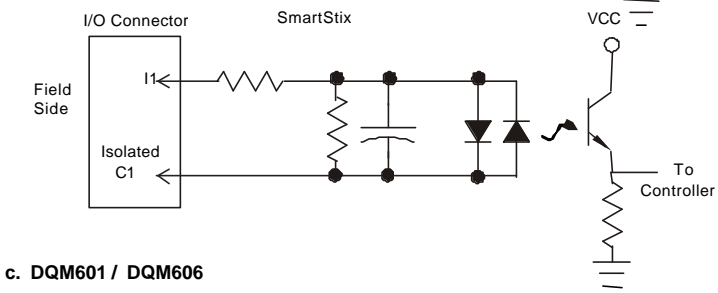 I/O Connector
SmartStix
VCC
I1
Field
Side
Isolated
C1
To
Controller
c. DQM601 / DQM606